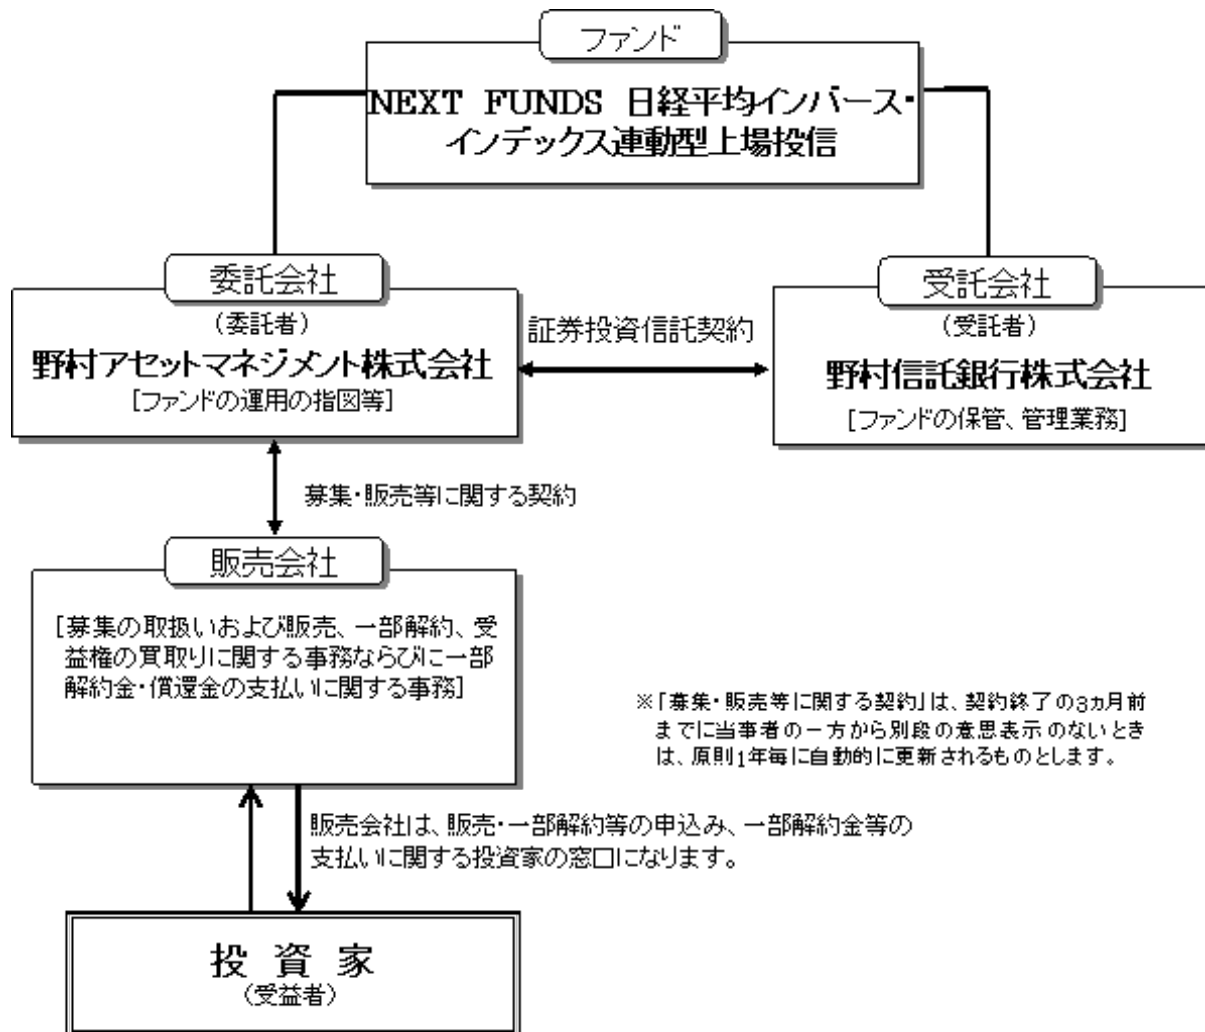 ファンド
NEXT FUNDS 日経平均インバース・
インデックス連動型上場投信
委託会社
(委託者)
野村アセットマネジメント株式会社
[ファンドの運用の指図等]
証券投資信託契約
受託会社
(受託者)
野村信託銀行株式会社
[ファンドの保管、管理業務]
募集・販売等に関する契約
販売会社
[募集の取扱いおよび販売、一部解約、受
益権の買取りに関する事務ならびに一部
解約金・償還金の支払いに関する事務]
※「募集・販売等に関する契約」は、契約終了の3ヵ月前
までに当事者の一方から別段の意思表示のないとき
は、原則1年毎に自動的に更新されるものとします。
販売会社は、販売・一部解約等の申込み、一部解約金等の
支払いに関する投資家の窓口になります。
投 資 家
(受益者)